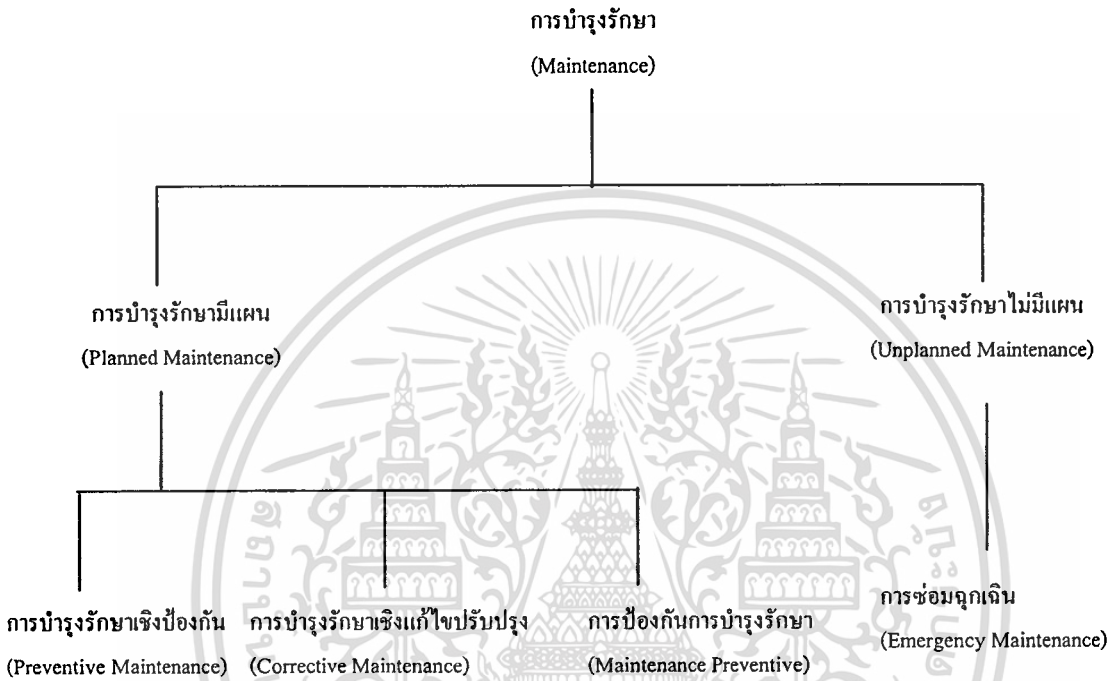 การบำรุงรักษา
(Maintenance)
การบำรุงรักษามีแผน
(Planned Maintenance)
การบำรุงรักษาไม่มีแผน
(Unplanned Maintenance)
การบำรุงรักษาเชิงป้องกัน
(Preventive Maintenance)
การบำรุงรักษาเชิงแก้ไขปรับปรุง
(Corrective Maintenance)
การป้องกันการบำรุงรักษา
(Maintenance Preventive)
การซ่อมฉุกเฉิน
(Emergency Maintenance)